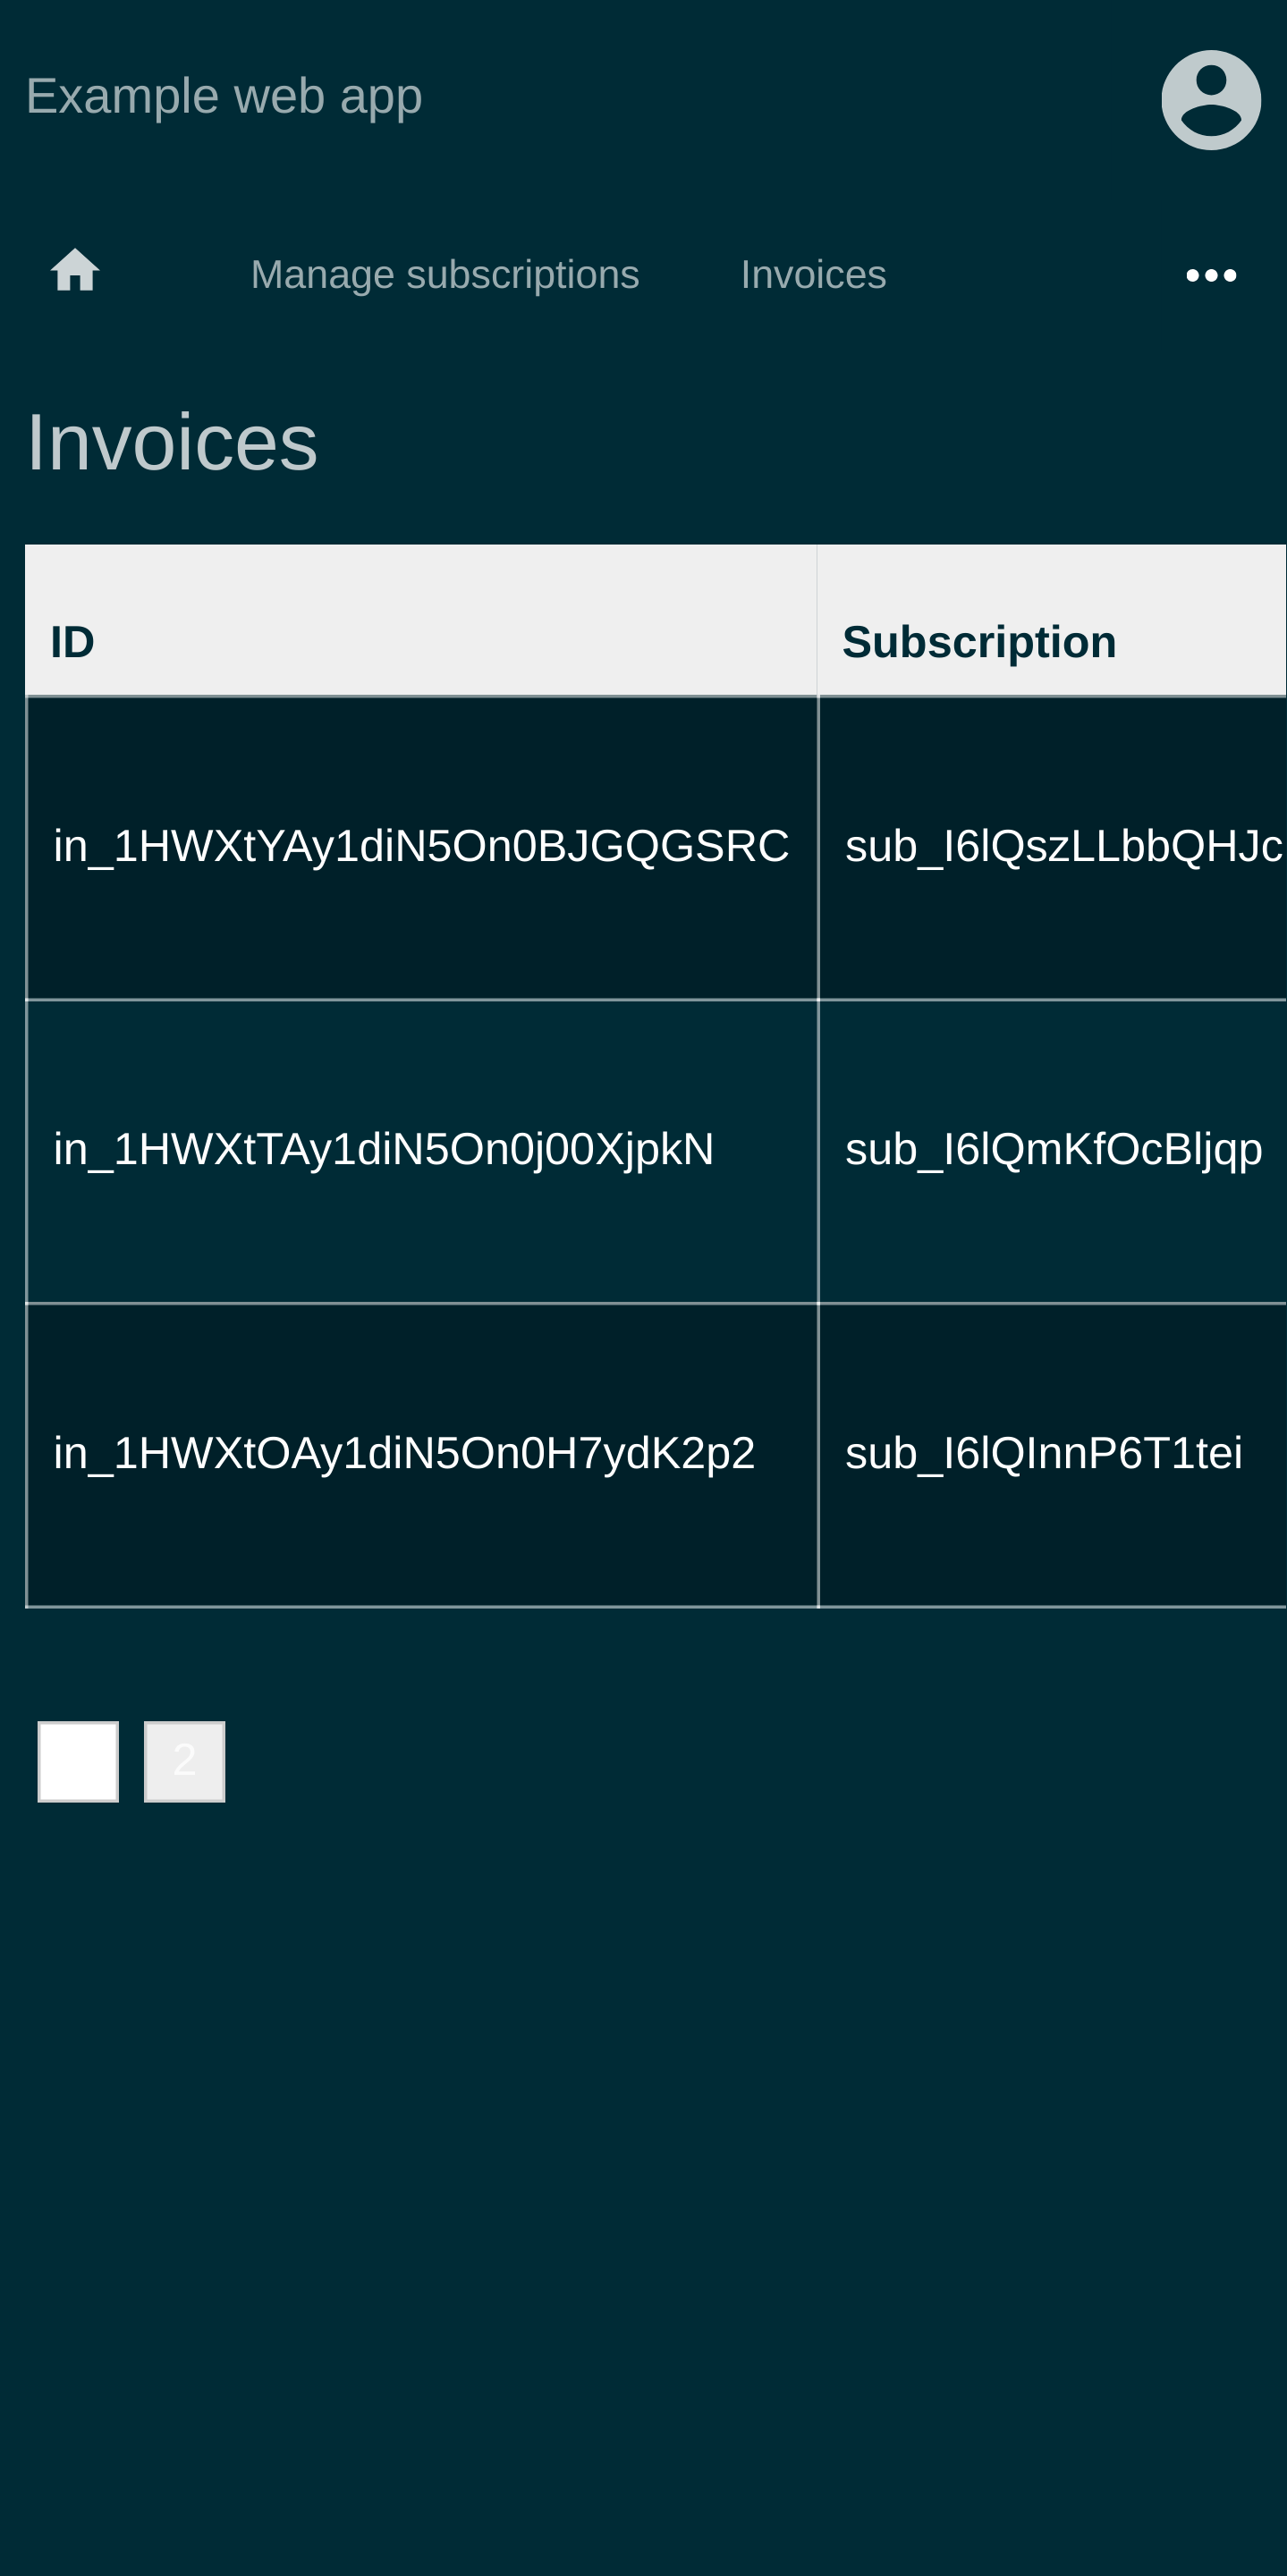 Example web app
Manage subscriptions Invoices
Invoices
ID Subscription
in_1HWXtYAy1diN5On0BJGQGSRC sub_I6lQszLLbbQHJc
in_1HWXtTAy1diN5On0j00XjpkN sub_I6lQmKfOcBljqp
in_1HWXtOAy1diN5On0H7ydK2p2 sub_I6lQInnP6T1tei
2